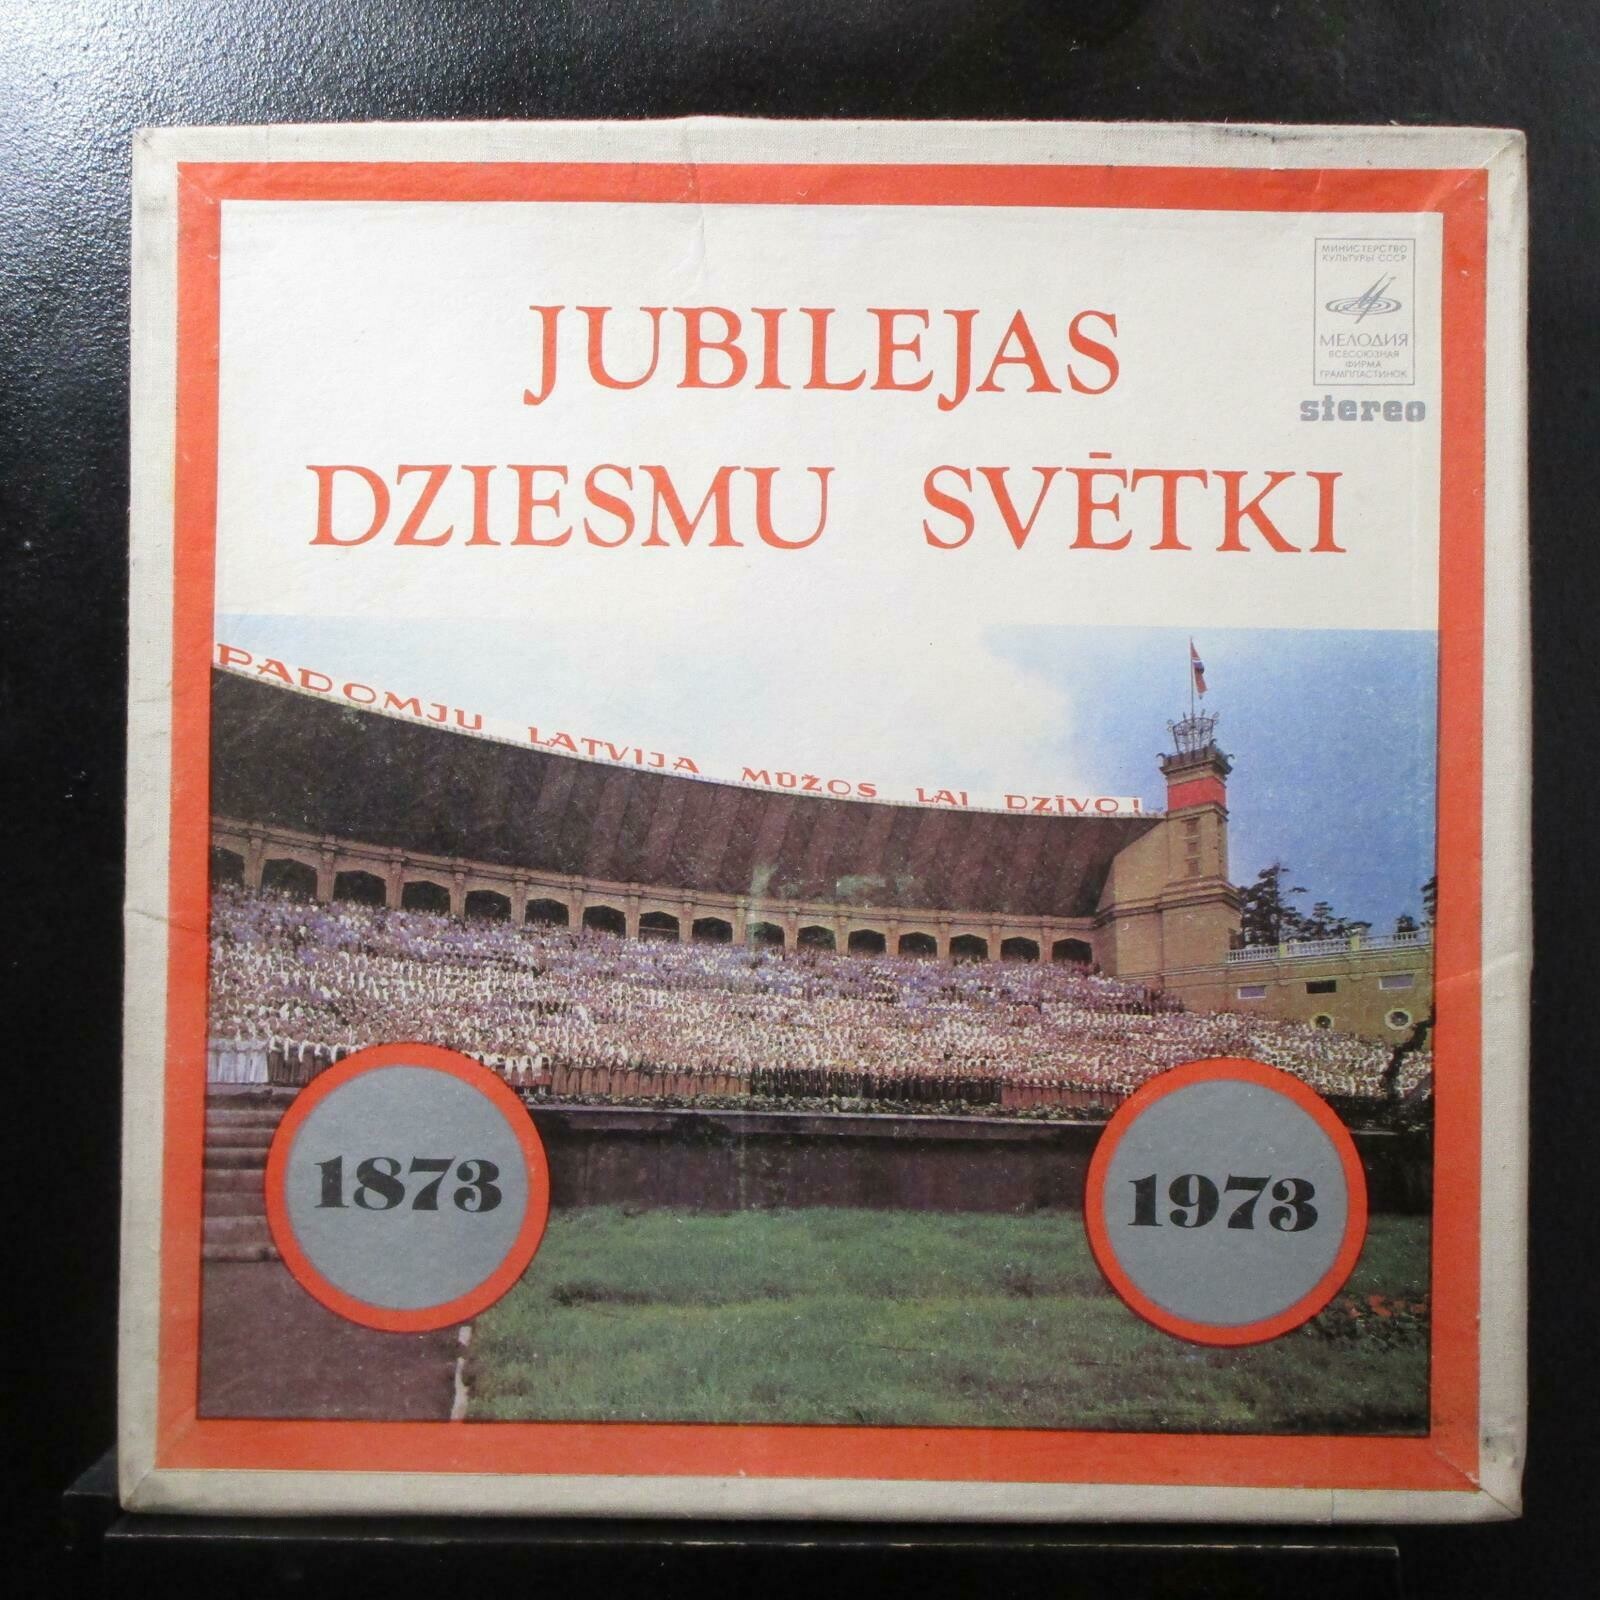 МИНИСТЕРСТВО
КУЛЬТУРЫ СССР
МЕЛОДИЯ
ВСЕСОЮЗНАЯ
ФИРМА
ГРАМПЛАСТИНОК
stereo
JUBILEJAS
DZIESMU SVĒTKI
PADOMJU LATVIJA MŪŽOS LAI DZĪVO!
1873
1973